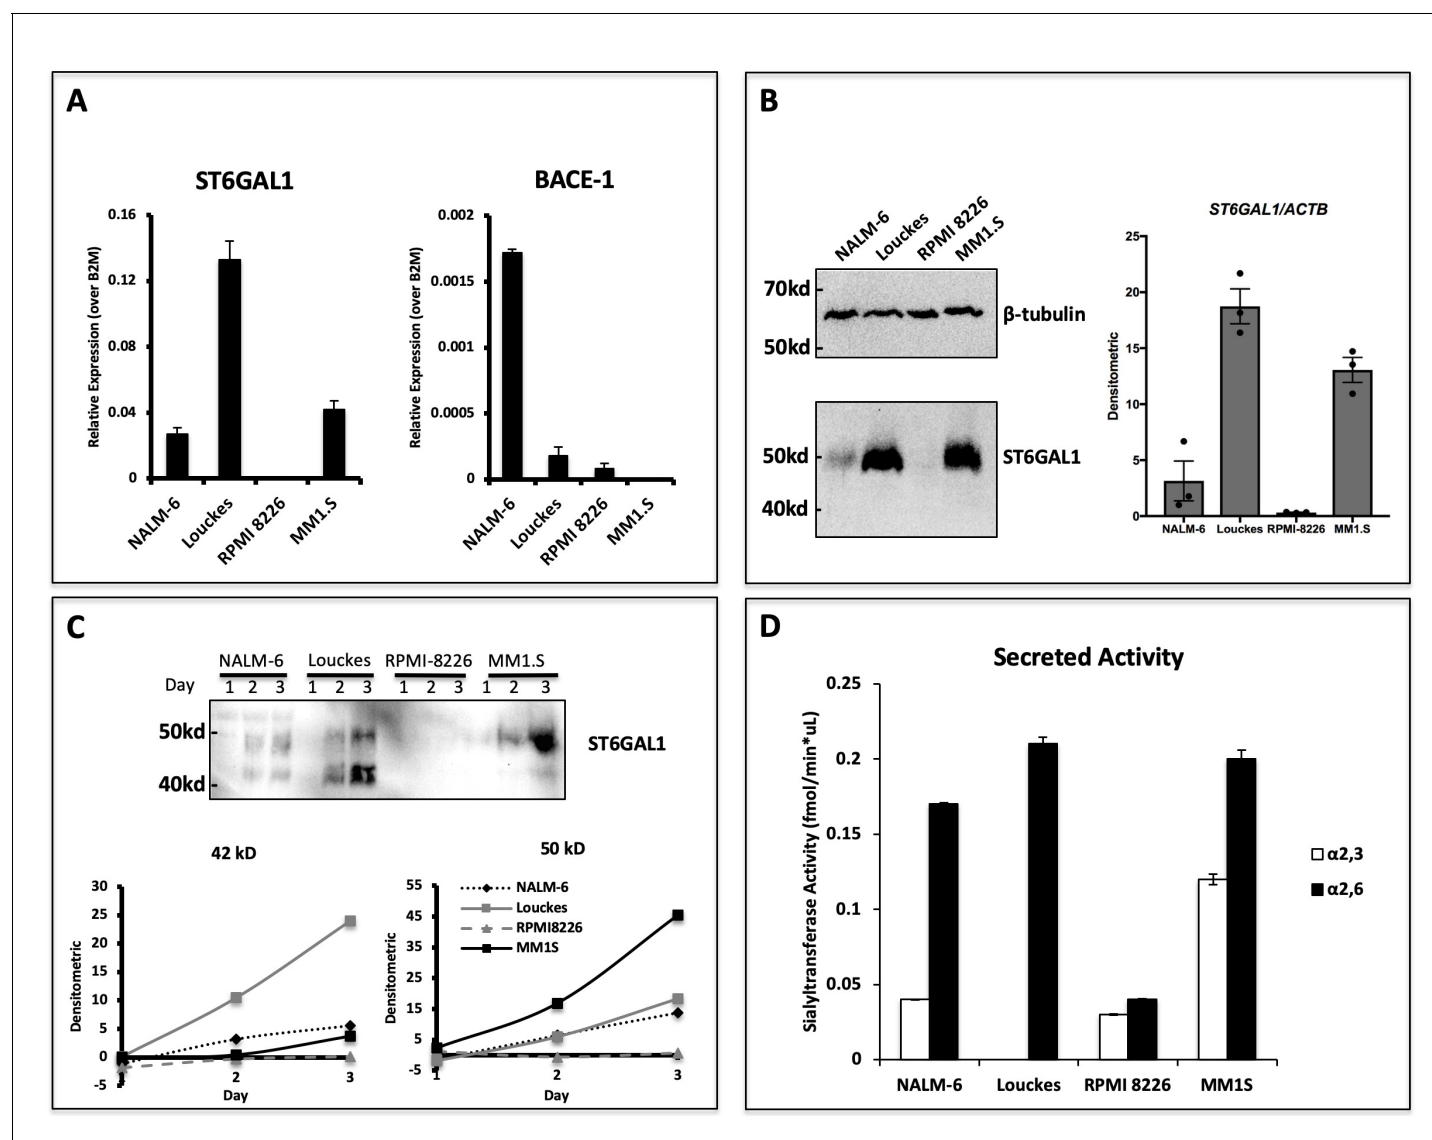 A
ST6GAL1
Relative Expression (over B2M)
0.16
0.12
0.08
0.04
0
NALM-6
Louckes
RPMI 8226
MM1.S
BACE-1
Relative Expression (over B2M)
0.002
0.0015
0.001
0.0005
0
NALM-6
Louckes
RPMI 8226
MM1.S
B
NALM-6
Louckes
RPMI 8226
MM1.S
70kd
50kd
β-tubulin
50kd
40kd
ST6GAL1
ST6GAL1/ACTB
Densitometric
25
20
15
10
5
0
NALM-6 Louckes RPMI-8226 MM1.S
C
NALM-6 Louckes RPMI-8226 MM1.S
Day 1 2 3 1 2 3 1 2 3 1 2 3
50kd
40kd
ST6GAL1
42 kD
Densitometric
30
25
20
15
10
5
0
-5
1 2 3
Day
50 kD
Densitometric
55
45
35
25
15
5
-5
1 2 3
Day
NALM-6
Louckes
RPMI8226
MM1S
D
Secreted Activity
Sialyltransferase Activity (fmol/min*uL)
0.25
0.2
0.15
0.1
0.05
0
NALM-6 Louckes RPMI 8226 MM1S
α2,3
α2,6